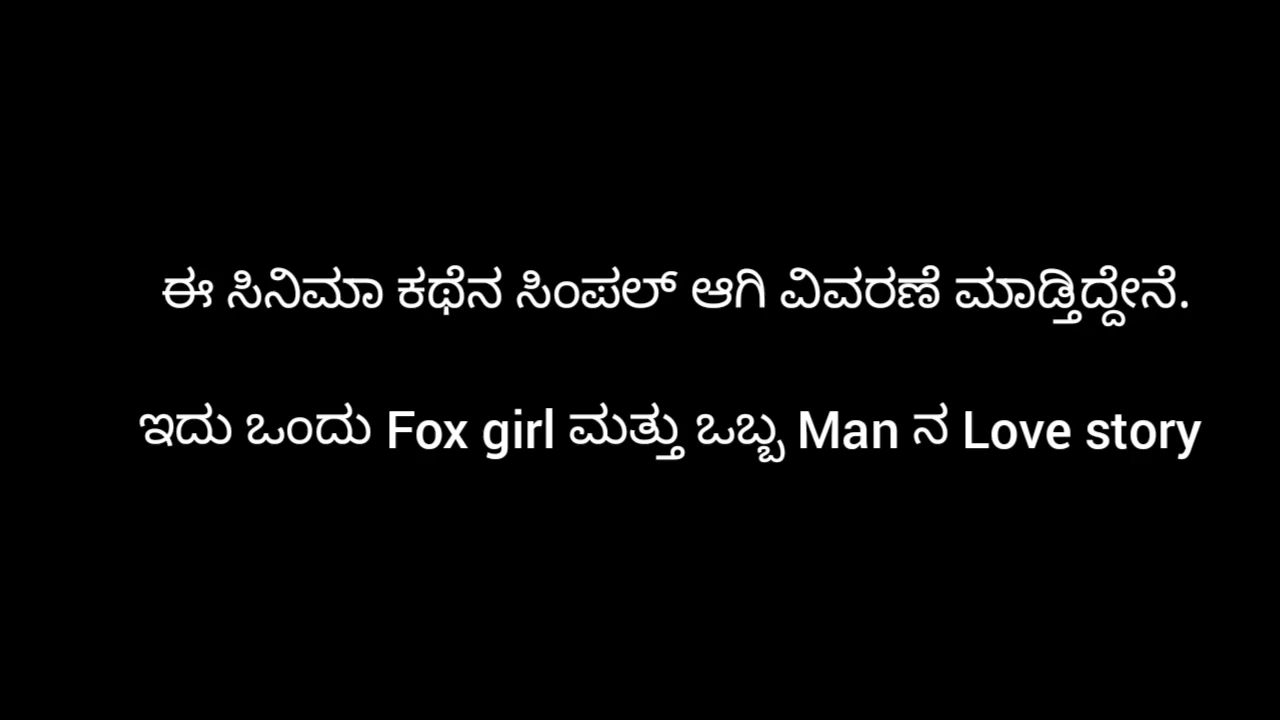 ಈ ಸಿನಿಮಾ ಕಥೆನ ಸಿಂಪಲ್ ಆಗಿ ವಿವರಣೆ ಮಾಡ್ತಿದ್ದೇನೆ.
ಇದು ಒಂದು Fox girl ಮತ್ತು ಒಬ್ಬ Man ನ Love story